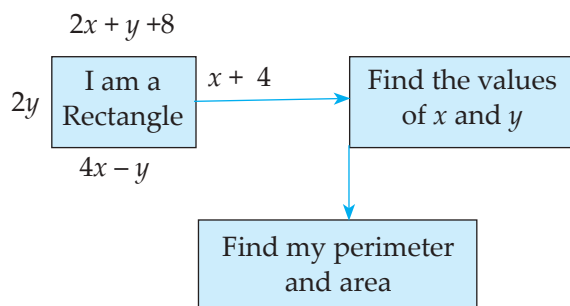 2x + y +8
I am a
Rectangle
2y
x + 4
4x – y
Find the values
of x and y
Find my perimeter
and area